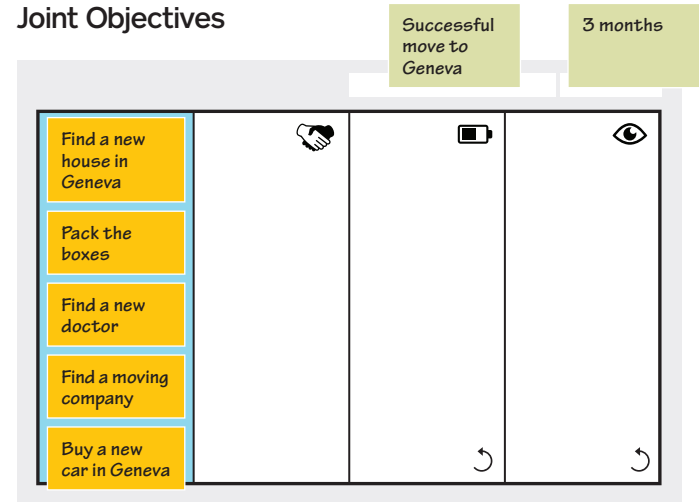 Joint Objectives
Successful
move to
Geneva
3 months
Find a new
house in
Geneva
Pack the
boxes
Find a new
doctor
Find a moving
company
Buy a new
car in Geneva